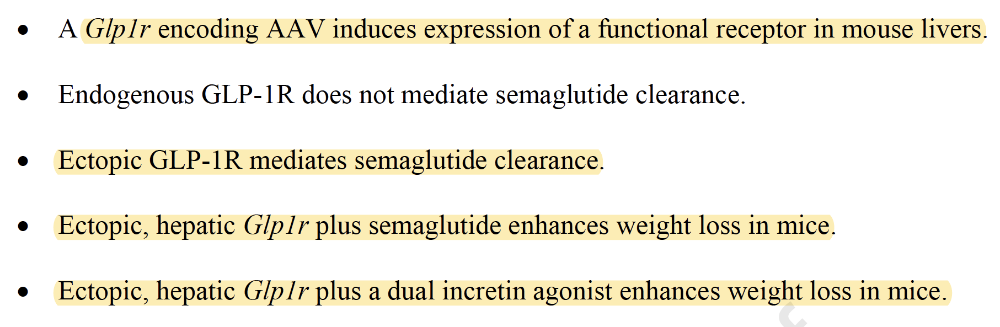 • A Glp1r encoding AAV induces expression of a functional receptor in mouse livers.
• Endogenous GLP-1R does not mediate semaglutide clearance.
• Ectopic GLP-1R mediates semaglutide clearance.
• Ectopic, hepatic Glp1r plus semaglutide enhances weight loss in mice.
• Ectopic, hepatic Glp1r plus a dual incretin agonist enhances weight loss in mice.